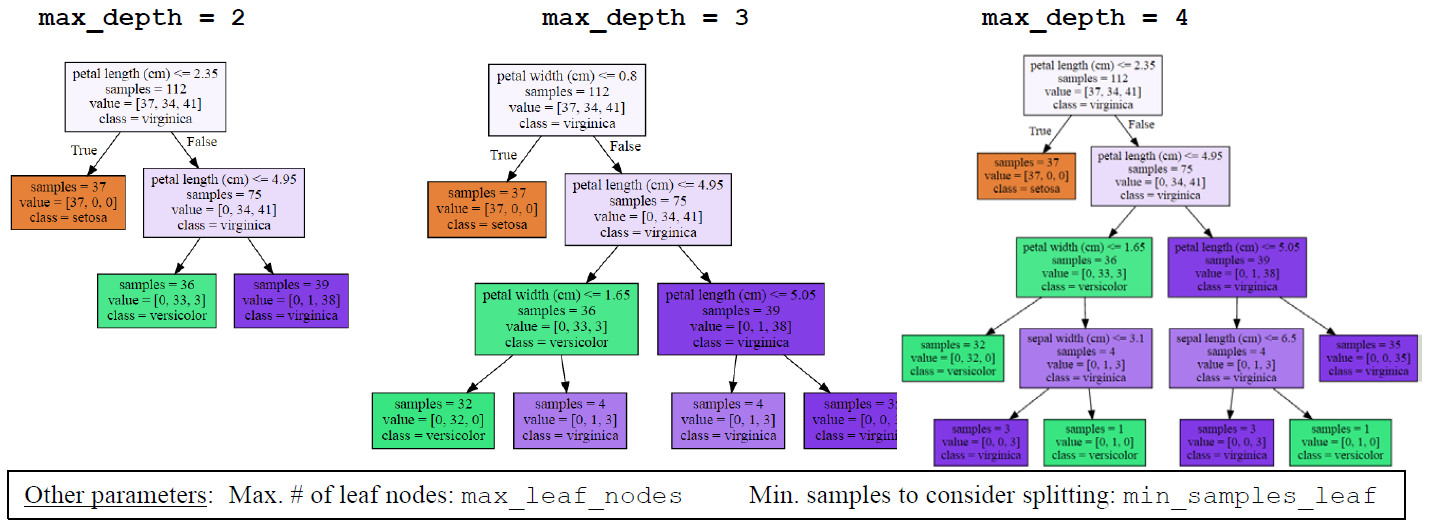 max_depth = 2
petal length (cm) <= 2.35
samples = 112
value = [37, 34, 41]
class = virginica
True
False
samples = 37
value = [37, 0, 0]
class = setosa
petal length (cm) <= 4.95
samples = 75
value = [0, 34, 41]
class = virginica
samples = 36
value = [0, 33, 3]
class = versicolor
samples = 39
value = [0, 1, 38]
class = virginica
max_depth = 3
petal width (cm) <= 0.8
samples = 112
value = [37, 34, 41]
class = virginica
True
False
samples = 37
value = [37, 0, 0]
class = setosa
petal length (cm) <= 4.95
samples = 75
value = [0, 34, 41]
class = virginica
petal width (cm) <= 1.65
samples = 36
value = [0, 33, 3]
class = versicolor
petal length (cm) <= 5.05
samples = 39
value = [0, 1, 38]
class = virginica
samples = 32
value = [0, 32, 0]
class = versicolor
samples = 4
value = [0, 1, 3]
class = virginica
samples = 4
value = [0, 1, 3]
class = virginica
samples = 3
value = [0, 0,
class = virgini
max_depth = 4
petal length (cm) <= 2.35
samples = 112
value = [37, 34, 41]
class = virginica
True
False
samples = 37
value = [37, 0, 0]
class = setosa
petal length (cm) <= 4.95
samples = 75
value = [0, 34, 41]
class = virginica
petal width (cm) <= 1.65
samples = 36
value = [0, 33, 3]
class = versicolor
petal length (cm) <= 5.05
samples = 39
value = [0, 1, 38]
class = virginica
samples = 32
value = [0, 32, 0]
class = versicolor
sepal width (cm) <= 3.1
samples = 4
value = [0, 1, 3]
class = virginica
sepal length (cm) <= 6.5
samples = 4
value = [0, 1, 3]
class = virginica
samples = 35
value = [0, 0, 35]
class = virginica
samples = 3
value = [0, 0, 3]
class = virginica
samples = 1
value = [0, 1, 0]
class = versicolor
samples = 3
value = [0, 0, 3]
class = virginica
samples = 1
value = [0, 1, 0]
class = versicolor
Other parameters: Max. # of leaf nodes: max_leaf_nodes Min. samples to consider splitting: min_samples_leaf